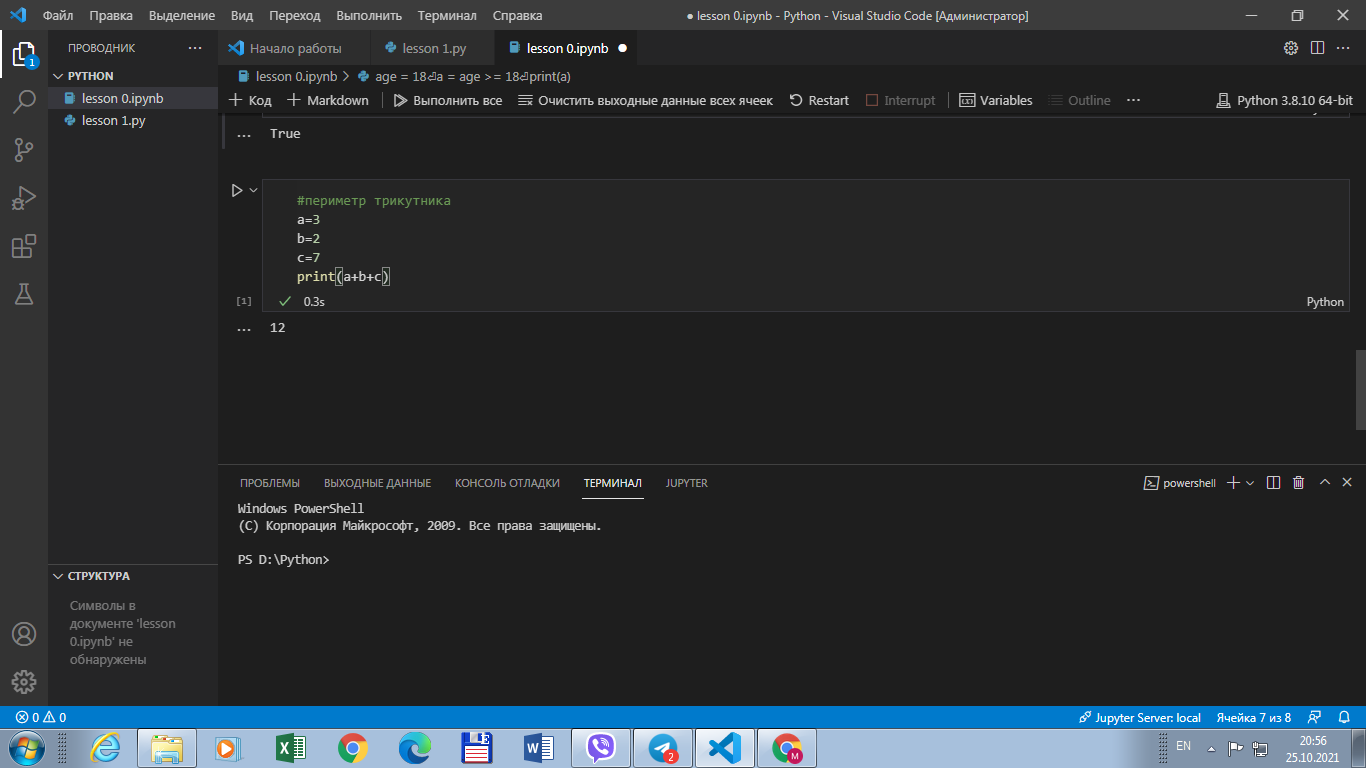 Файл Правка Выделение Вид Переход Выполнить Терминал Справка ● lesson 0.ipynb - Python - Visual Studio Code [Администратор]
ПРОВОДНИК ···
Начало работы lesson 1.py lesson 0.ipynb ●
1
PYTHON
lesson 0.ipynb > age = 18⏎a = age >= 18⏎print(a)
lesson 0.ipynb
+ Код + Markdown Выполнить все Очистить выходные данные всех ячеек Restart Interrupt Variables Outline ··· Python 3.8.10 64-bit
lesson 1.py
... True
#периметр трикутника
a=3
b=2
c=7
print(a+b+c)
[1] ✓ 0.3s Python
... 12
ПРОБЛЕМЫ ВЫХОДНЫЕ ДАННЫЕ КОНСОЛЬ ОТЛАДКИ ТЕРМИНАЛ JUPYTER powershell
Windows PowerShell
(C) Корпорация Майкрософт, 2009. Все права защищены.
PS D:\Python>
СТРУКТУРА
Символы в
документе 'lesson
0.ipynb' не
обнаружены
0 0 Jupyter Server: local Ячейка 7 из 8
2 M EN 20:56
25.10.2021